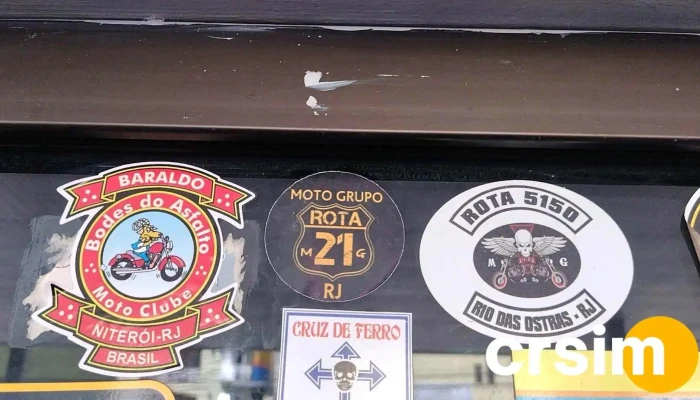 BARALDO
Bodes do Asfalto
Moto Clube
NITERÓI-RJ
BRASIL
MOTO GRUPO
ROTA
M 21 G
RJ
CRUZ DE FERRO
ROTA 5150
M G
RIO DAS OSTRAS - RJ
crsim